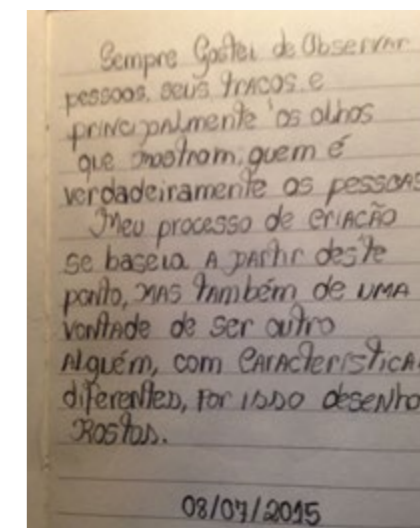 Sempre Gostei de Observar
pessoas, seus traços e
principalmente os olhos
que mostram quem é
verdadeiramente as pessoas
Meu processo de criação
se baseia a partir deste
ponto, mas também de uma
vontade de ser outro
alguém, com características
diferentes, por isso desenho
Rostos.
08/07/2015